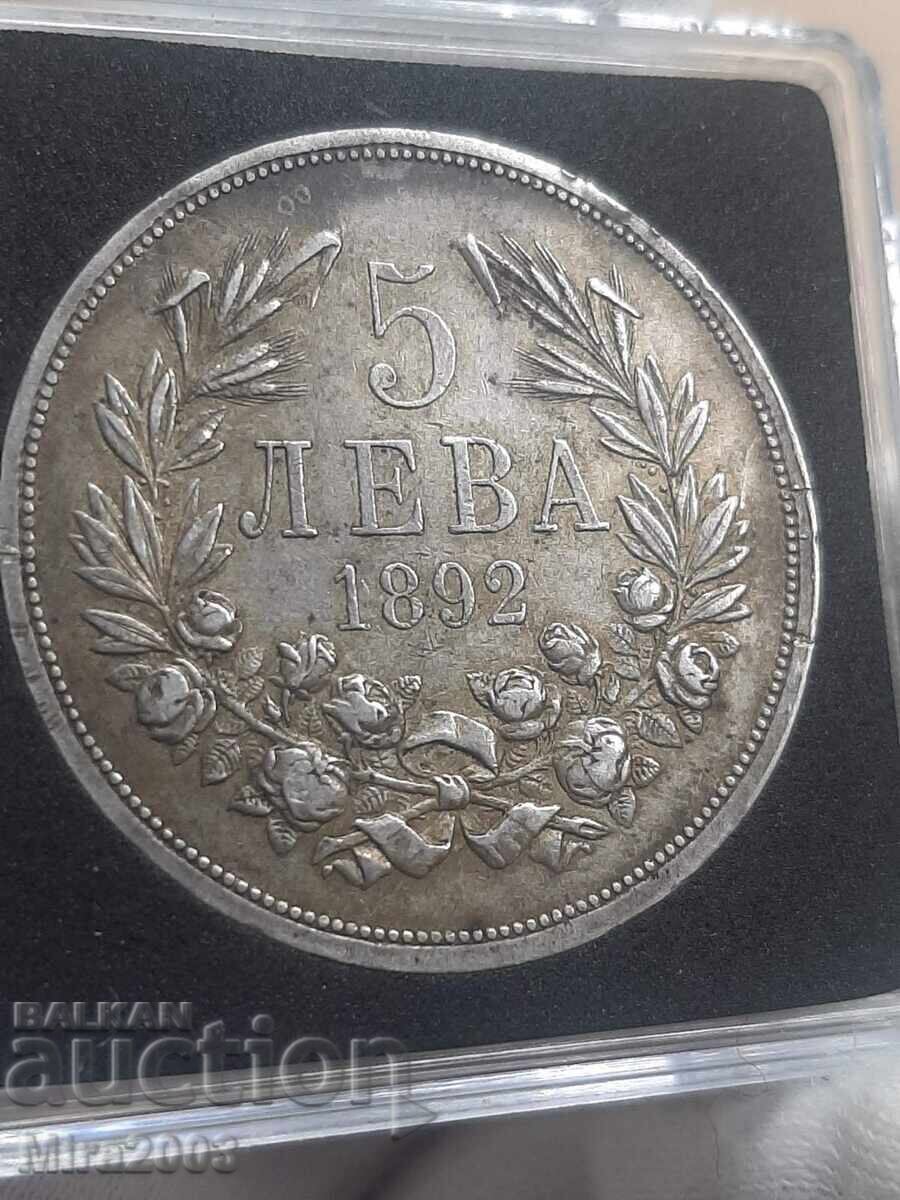 5
ЛЕВА
1892
BALKAN
auction
Mira2003